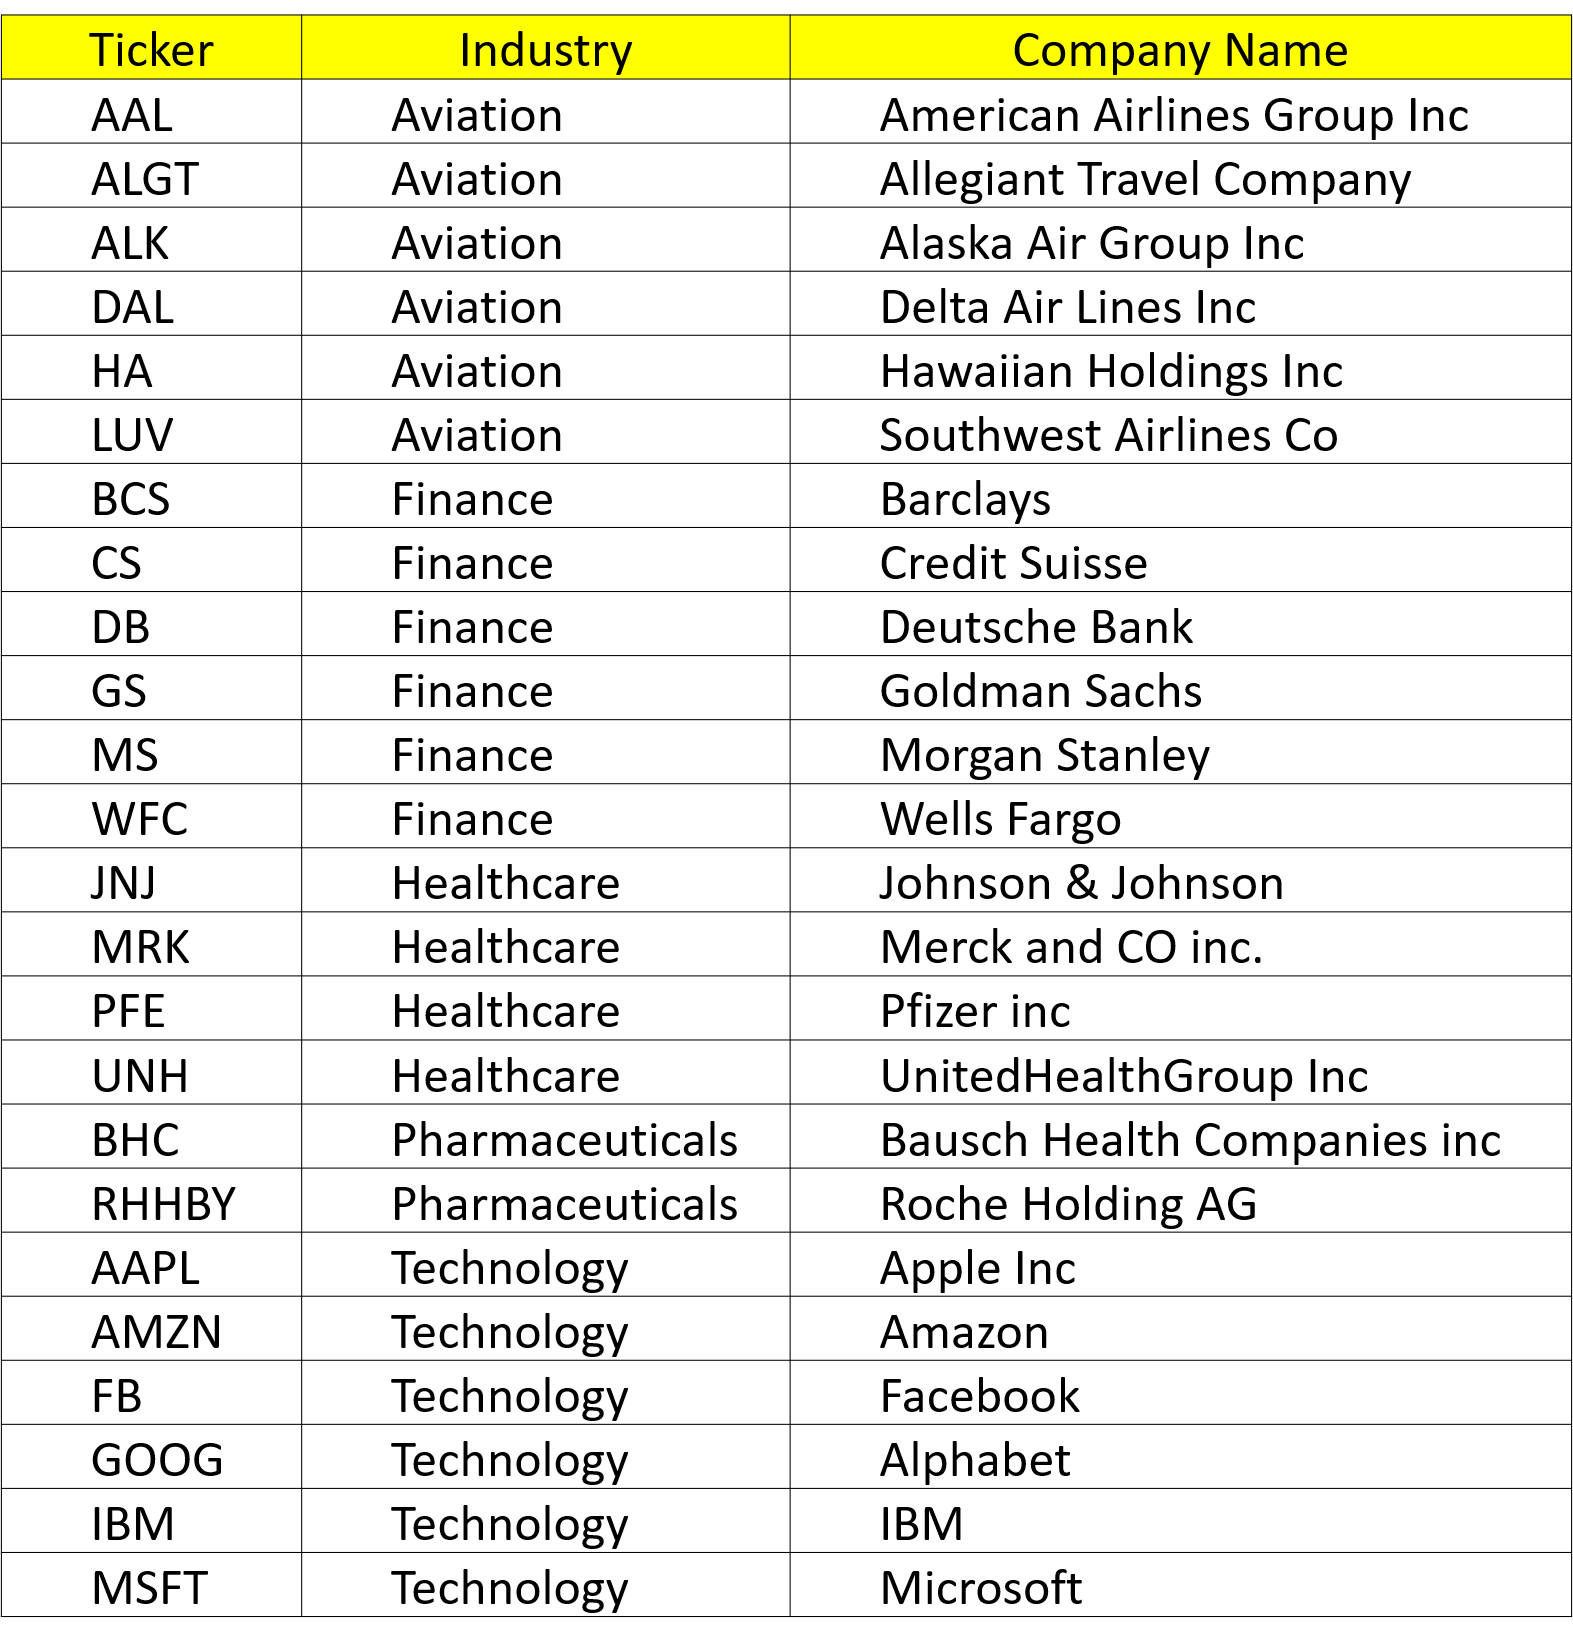 Ticker Industry Company Name
AAL Aviation American Airlines Group Inc
ALGT Aviation Allegiant Travel Company
ALK Aviation Alaska Air Group Inc
DAL Aviation Delta Air Lines Inc
HA Aviation Hawaiian Holdings Inc
LUV Aviation Southwest Airlines Co
BCS Finance Barclays
CS Finance Credit Suisse
DB Finance Deutsche Bank
GS Finance Goldman Sachs
MS Finance Morgan Stanley
WFC Finance Wells Fargo
JNJ Healthcare Johnson & Johnson
MRK Healthcare Merck and CO inc.
PFE Healthcare Pfizer inc
UNH Healthcare UnitedHealthGroup Inc
BHC Pharmaceuticals Bausch Health Companies inc
RHHBY Pharmaceuticals Roche Holding AG
AAPL Technology Apple Inc
AMZN Technology Amazon
FB Technology Facebook
GOOG Technology Alphabet
IBM Technology IBM
MSFT Technology Microsoft